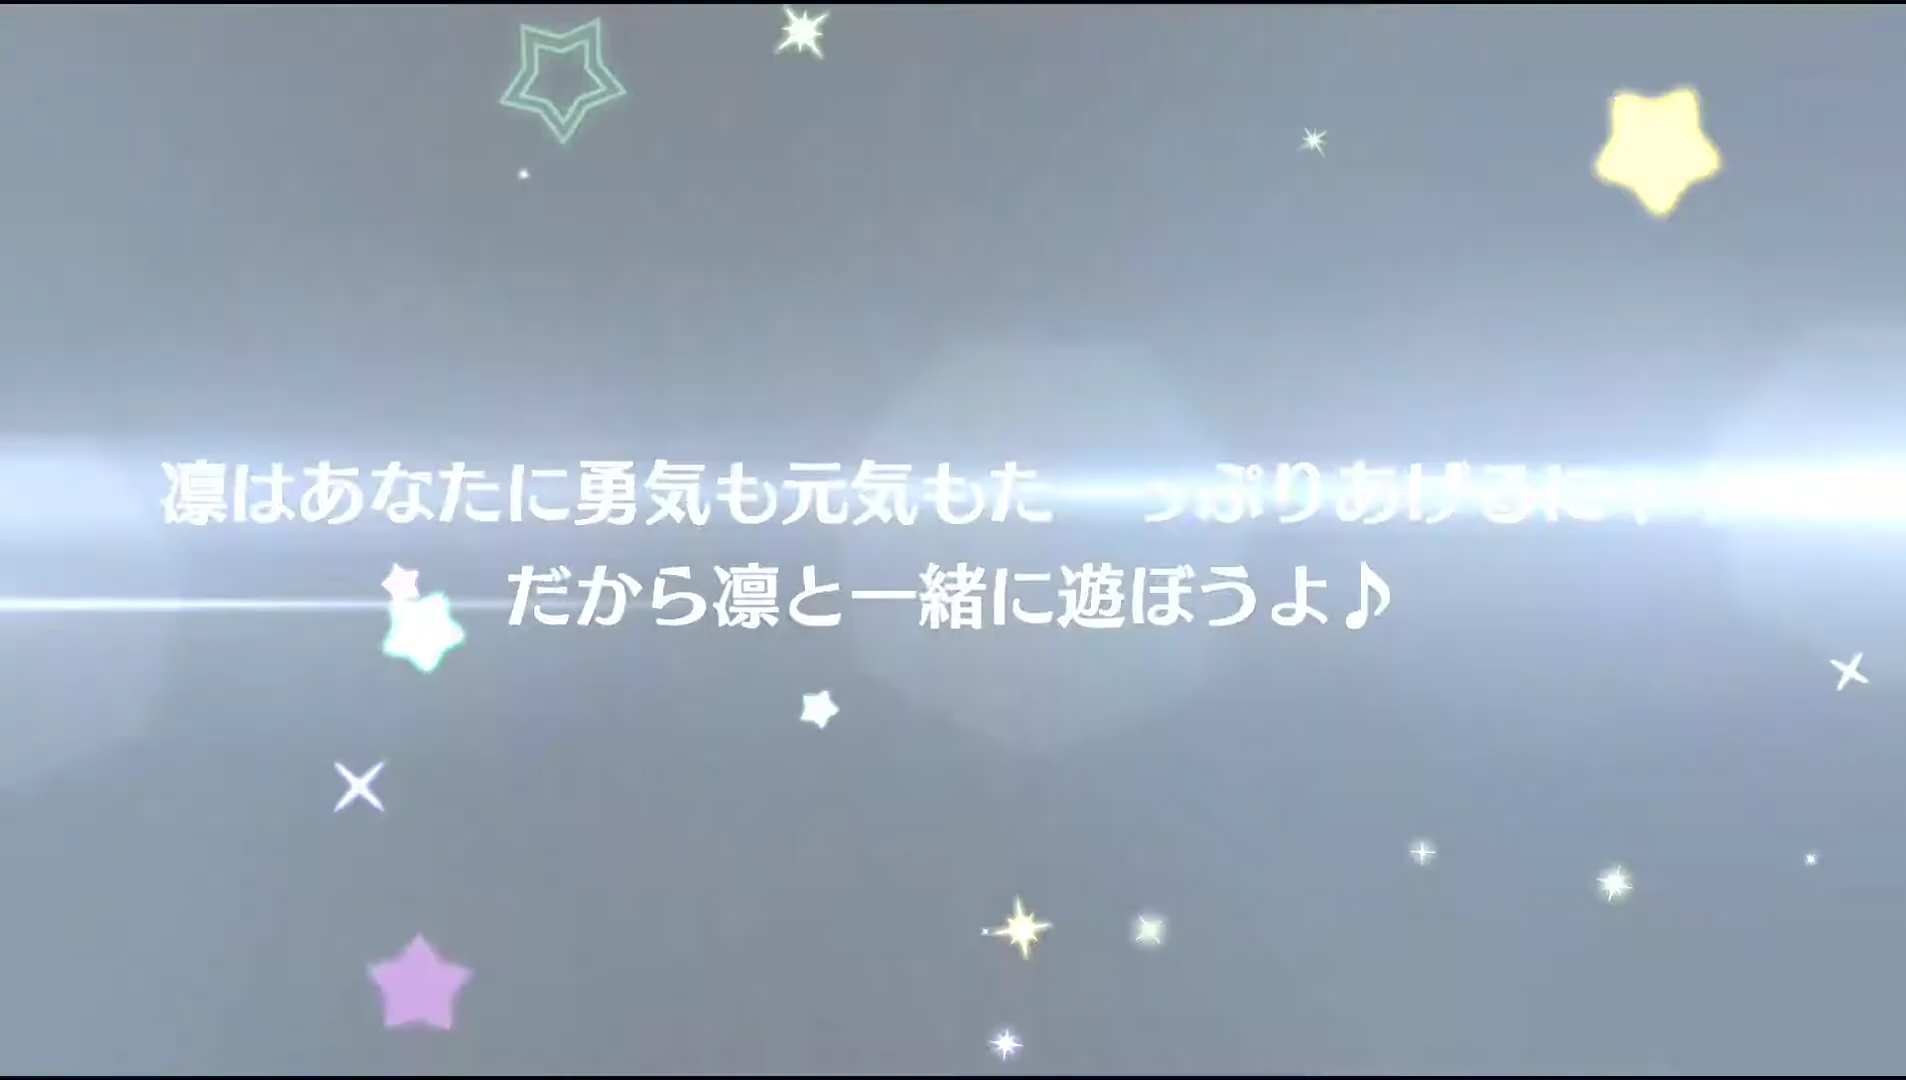 凛はあなたに勇気も元気もたっぷりあげるに
だから凛と一緒に遊ぼうよ♪